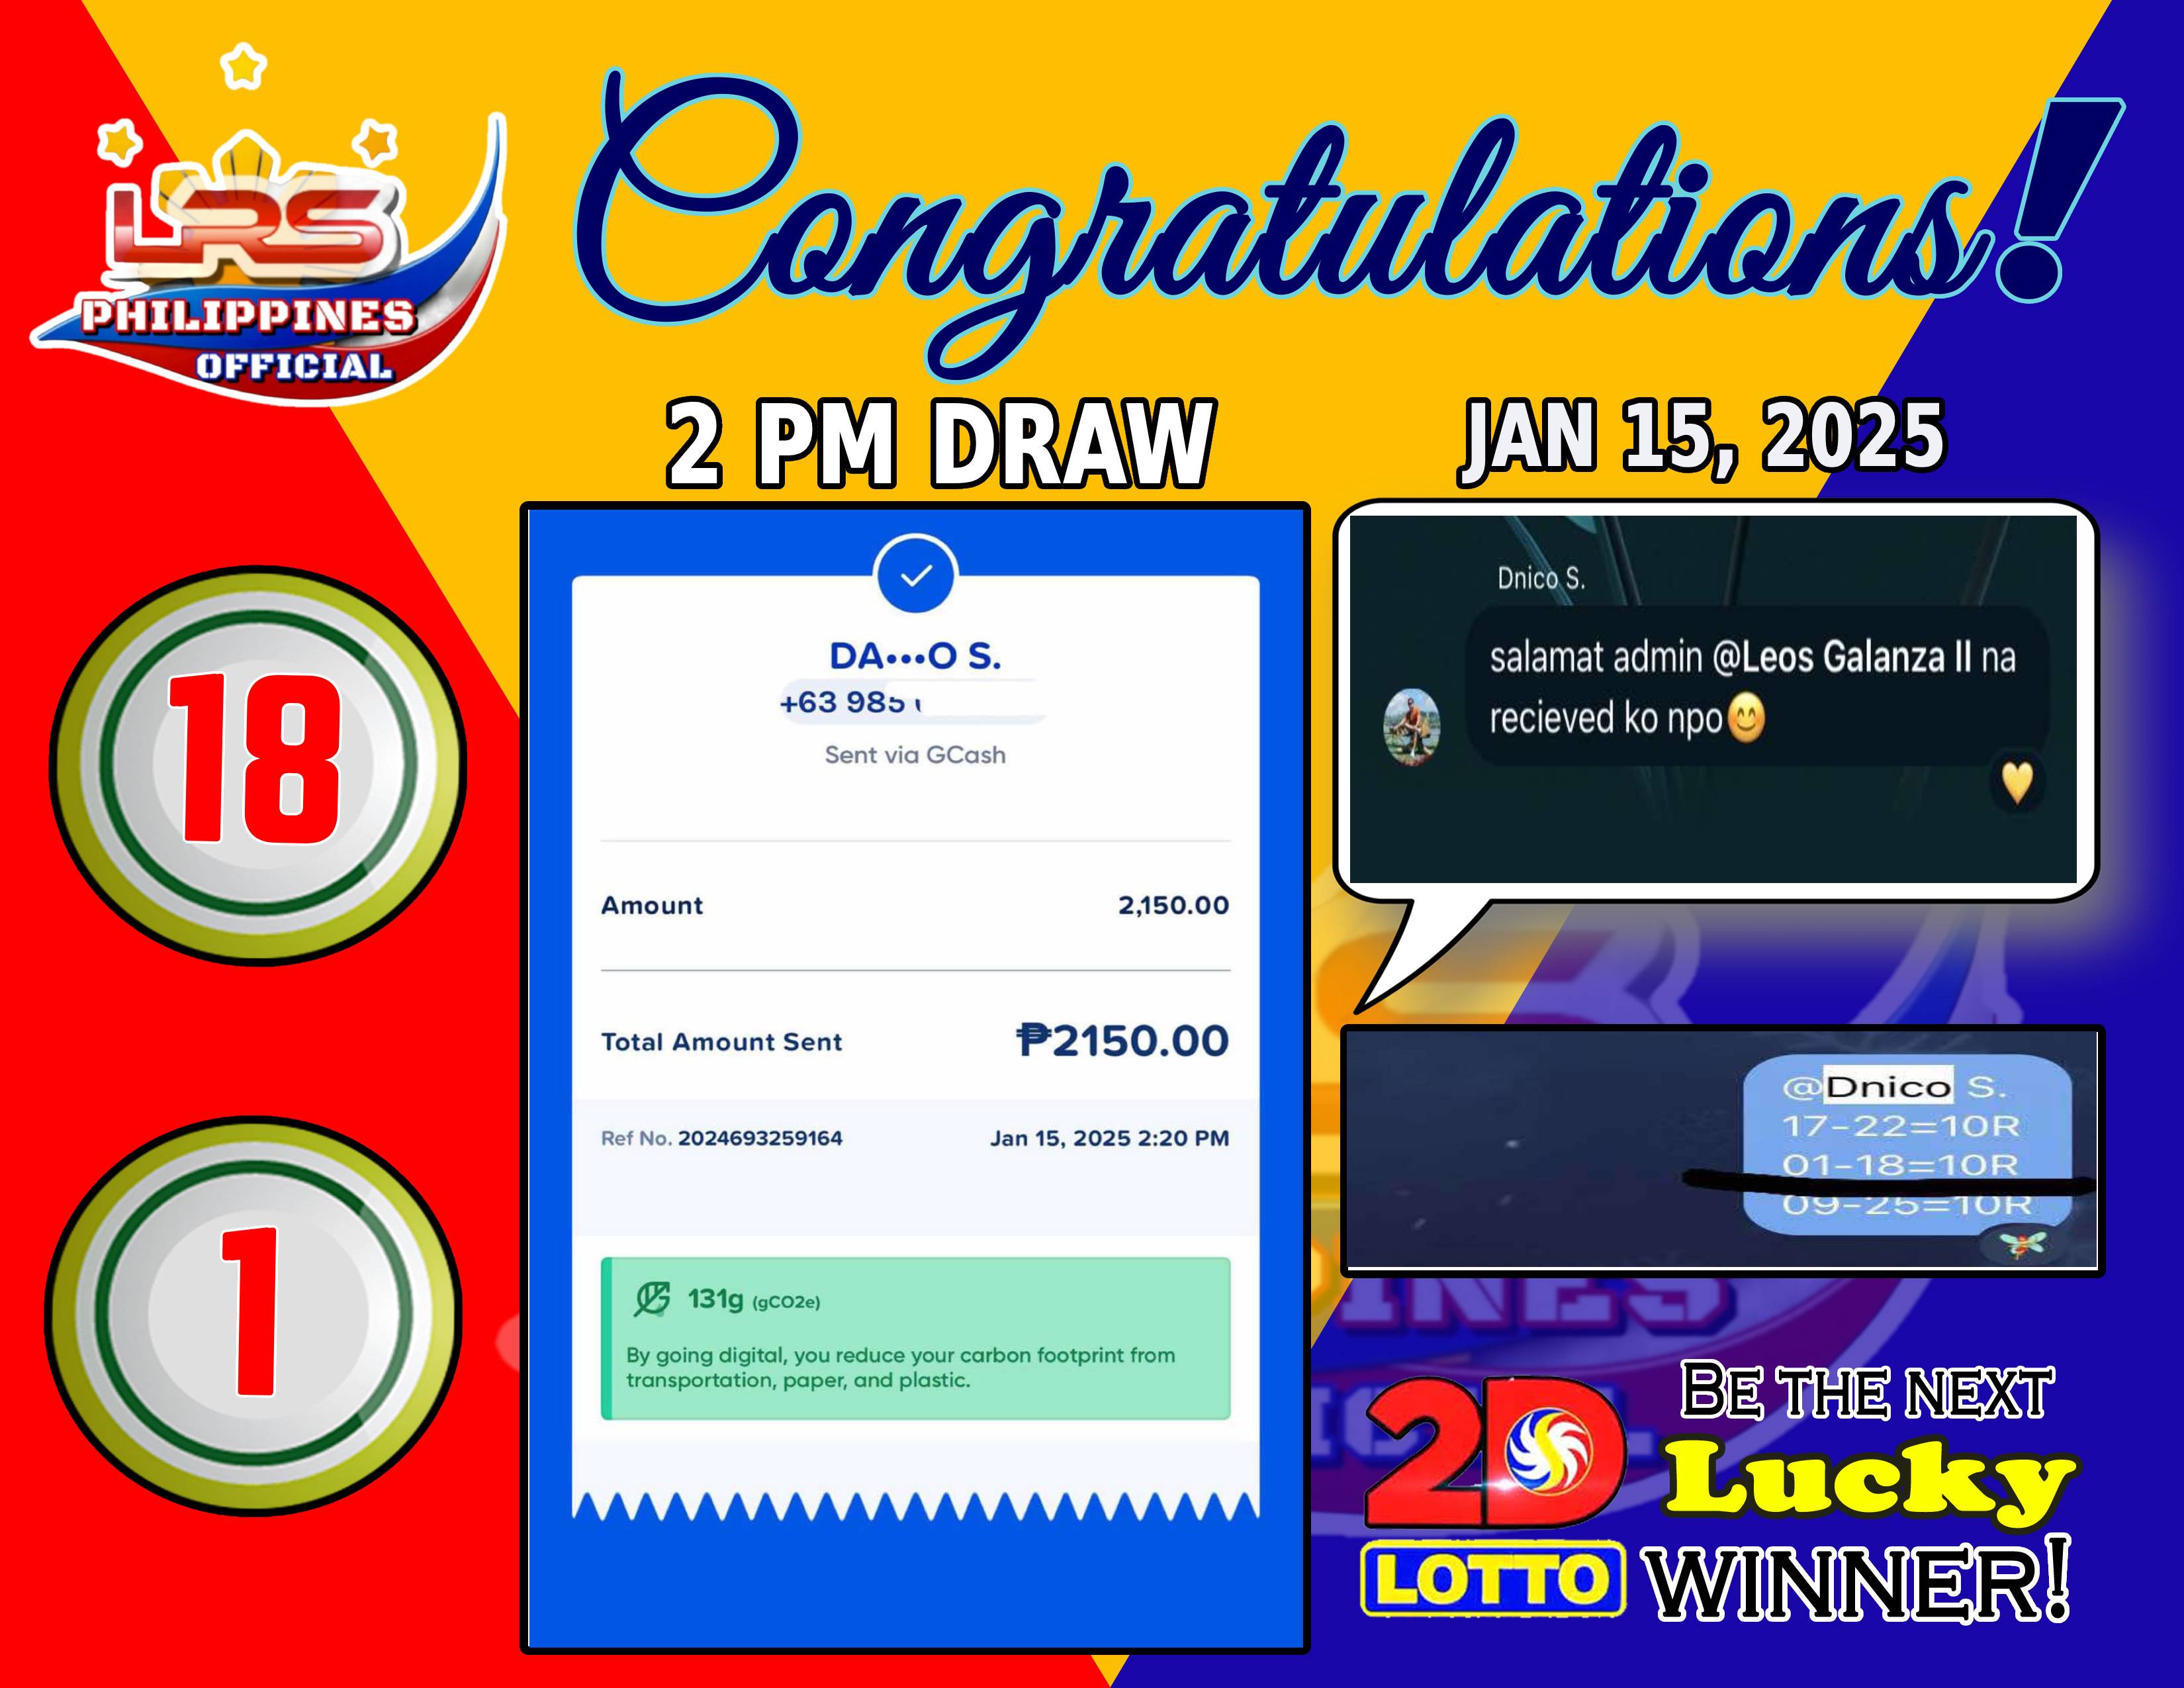 LRS
PHILIPPINES
OFFICIAL
Congratulations!
2 PM DRAW
JAN 15, 2025
18
1
DA•••O S.
+63 985
Sent via GCash
Amount 2,150.00
Total Amount Sent ₱2150.00
Ref No. 2024693259164 Jan 15, 2025 2:20 PM
131g (gCO2e)
By going digital, you reduce your carbon footprint from
transportation, paper, and plastic.
Dnico S.
salamat admin @Leos Galanza II na
recieved ko npo😊
@Dnico S.
17-22=10R
01-18=10R
09-25=10R
2D
LOTTO
BE THE NEXT
Lucky
WINNER!